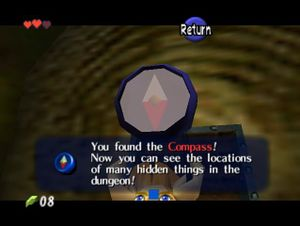 Return
You found the Compass!
Now you can see the locations
of many hidden things in the
dungeon!
08